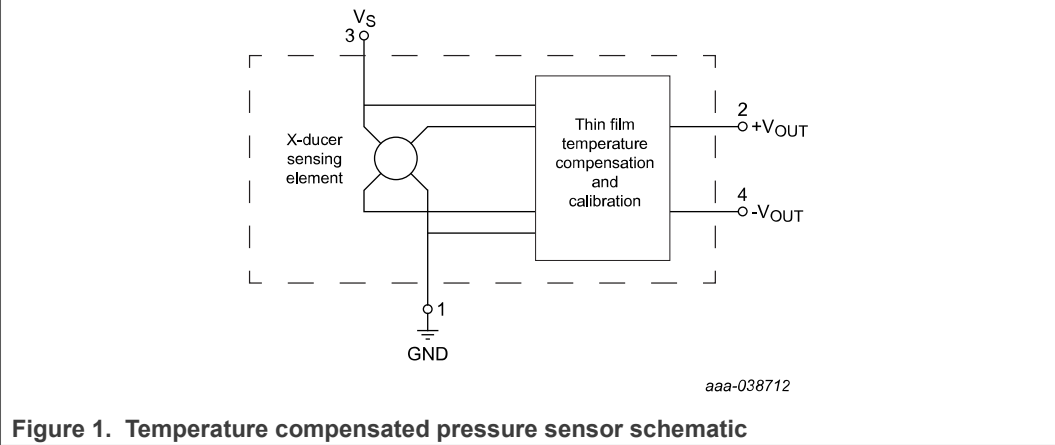 VS
3
X-ducer
sensing
element
Thin film
temperature
compensation
and
calibration
2
+VOUT
4
-VOUT
1
GND
aaa-038712
Figure 1. Temperature compensated pressure sensor schematic